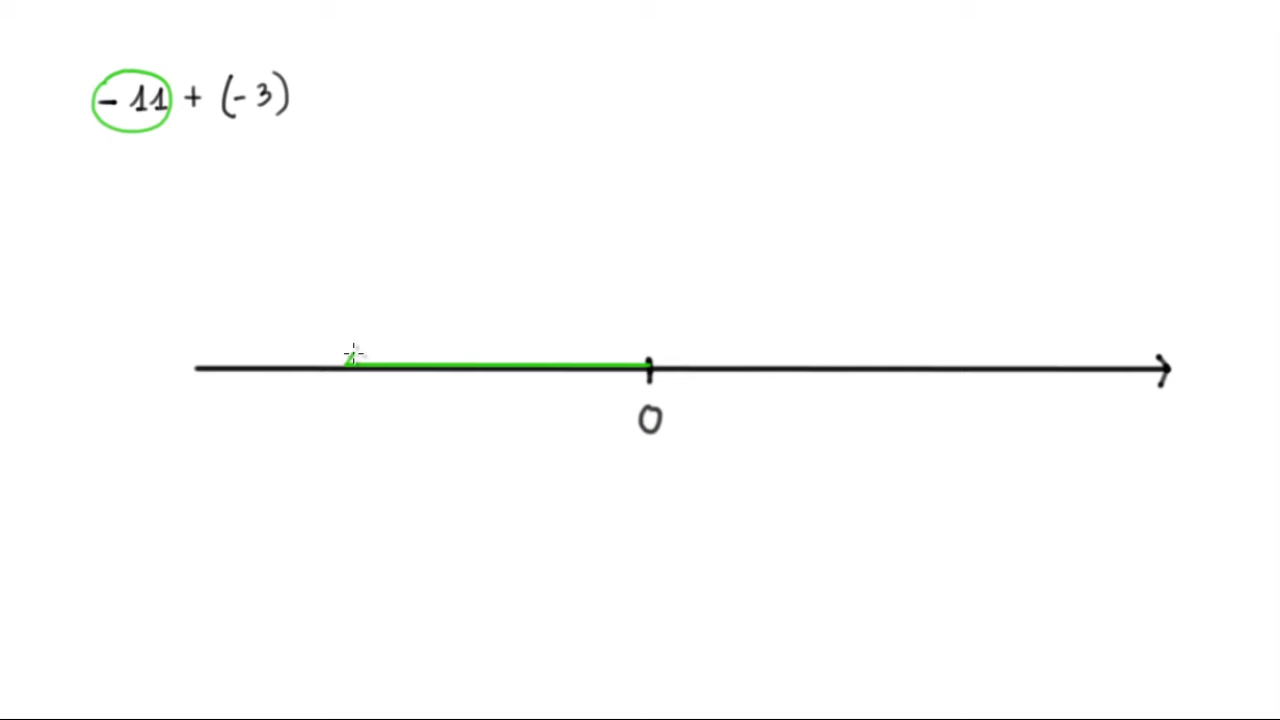 - 11 + (- 3)
0